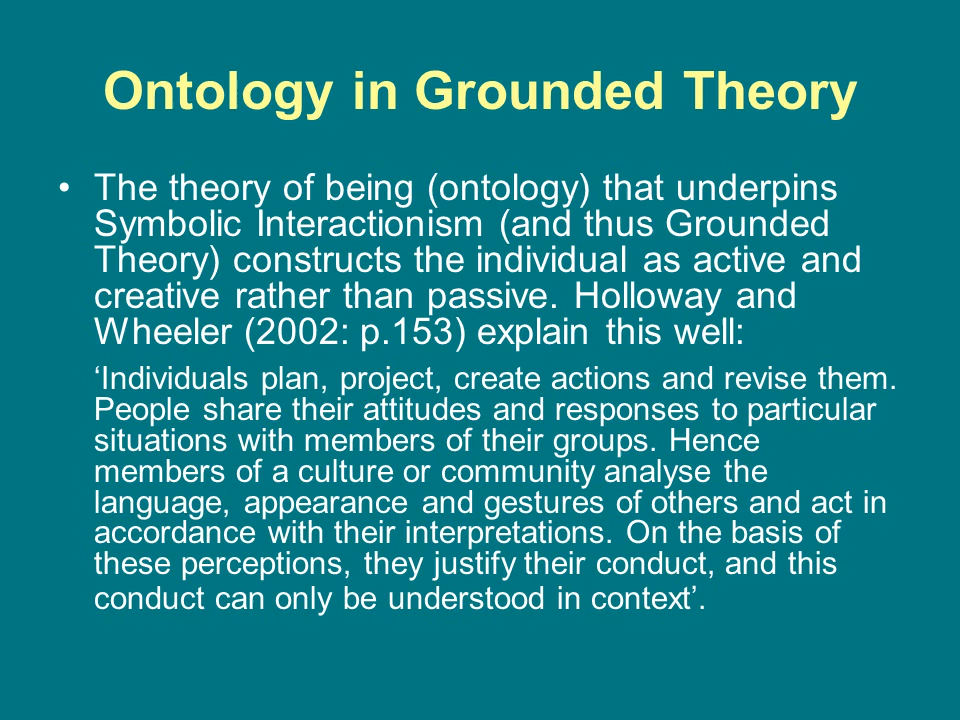 Ontology in Grounded Theory
• The theory of being (ontology) that underpins
Symbolic Interactionism (and thus Grounded
Theory) constructs the individual as active and
creative rather than passive. Holloway and
Wheeler (2002: p.153) explain this well:
‘Individuals plan, project, create actions and revise them.
People share their attitudes and responses to particular
situations with members of their groups. Hence
members of a culture or community analyse the
language, appearance and gestures of others and act in
accordance with their interpretations. On the basis of
these perceptions, they justify their conduct, and this
conduct can only be understood in context’.